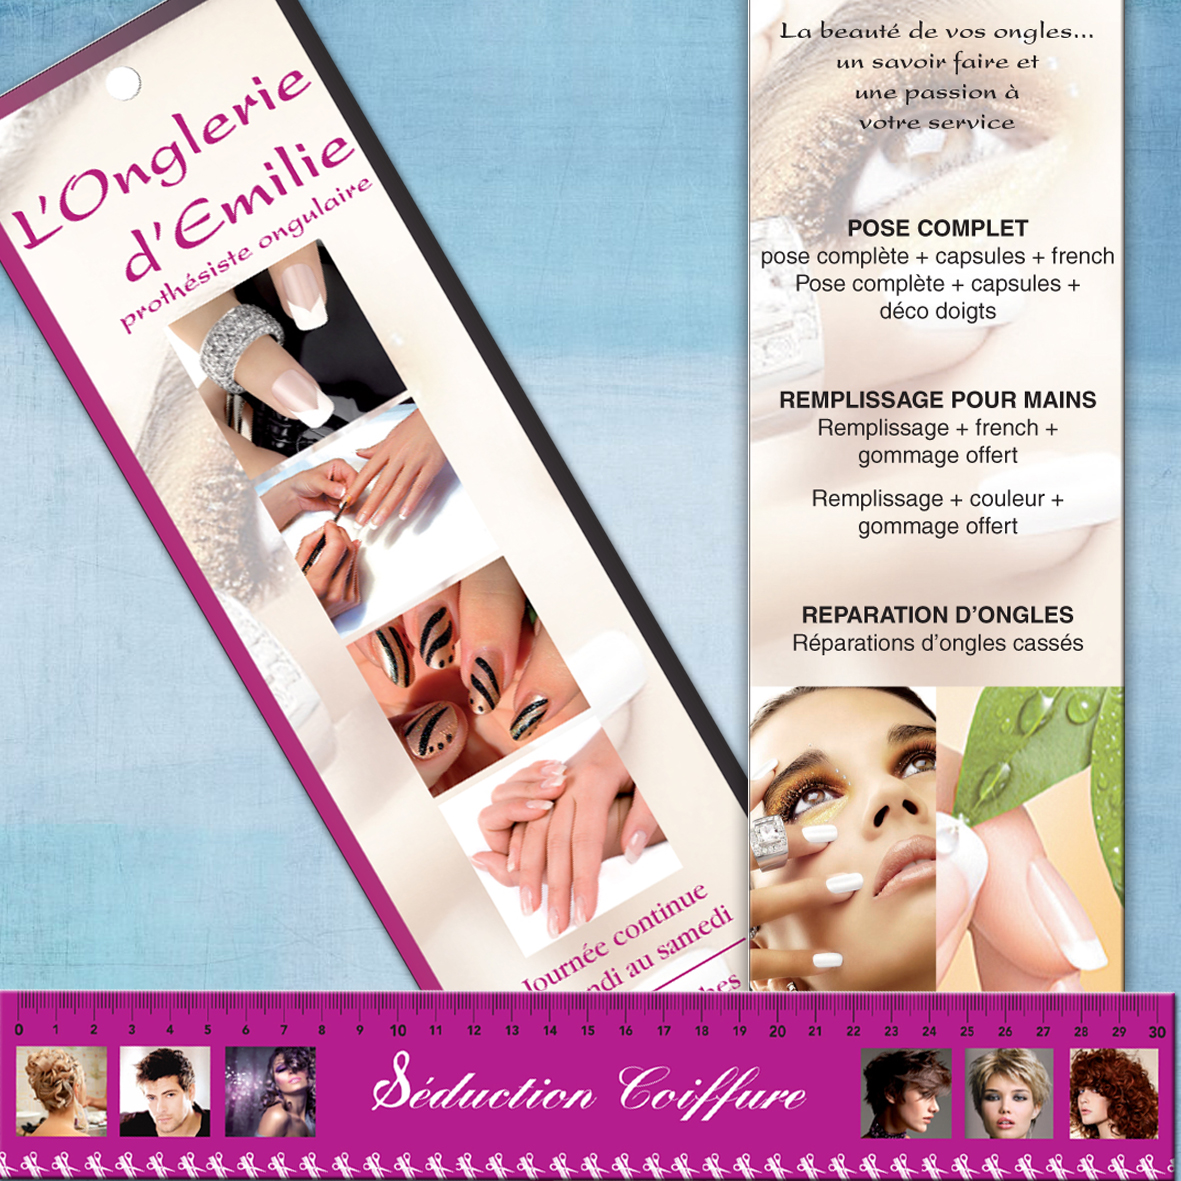 L'Onglerie
d'Emilie
prothésiste ongulaire
Journée continue
au samedi
La beauté de vos ongles...
un savoir faire et
une passion à
votre service
POSE COMPLET
pose complète + capsules + french
Pose complète + capsules +
déco doigts
REMPLISSAGE POUR MAINS
Remplissage + french +
gommage offert
Remplissage + couleur +
gommage offert
REPARATION D’ONGLES
Réparations d’ongles cassés
0 1 2 3 4 5 6 7 8 9 10 11 12 13 14 15 16 17 18 19 20 21 22 23 24 25 26 27 28 29 30
Séduction Coiffure